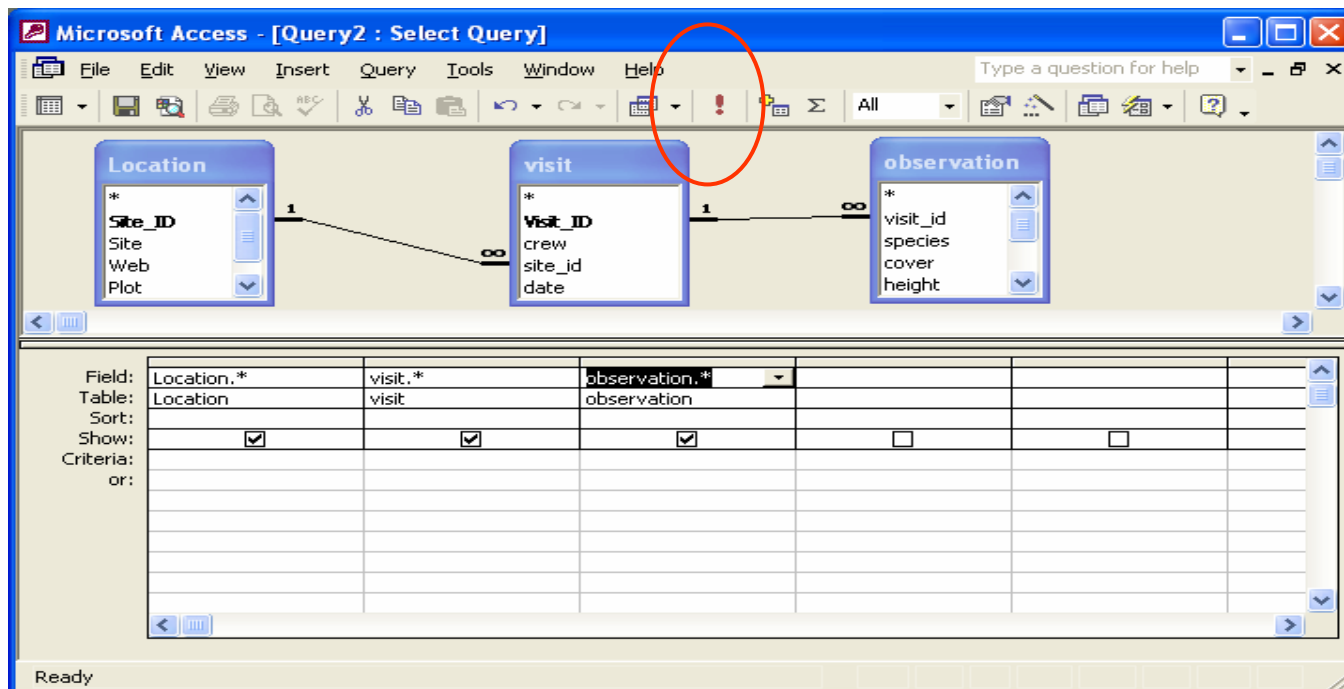 Microsoft Access - [Query2 : Select Query]
File Edit View Insert Query Tools Window Help Type a question for help
ABC Σ All
Location visit observation
* * *
Site_ID 1 Visit_ID 1 ∞ visit_id
Site crew species
Web ∞ site_id cover
Plot date height
Field: Location.* visit.* observation.*
Table: Location visit observation
Sort:
Show:
Criteria:
or:
Ready